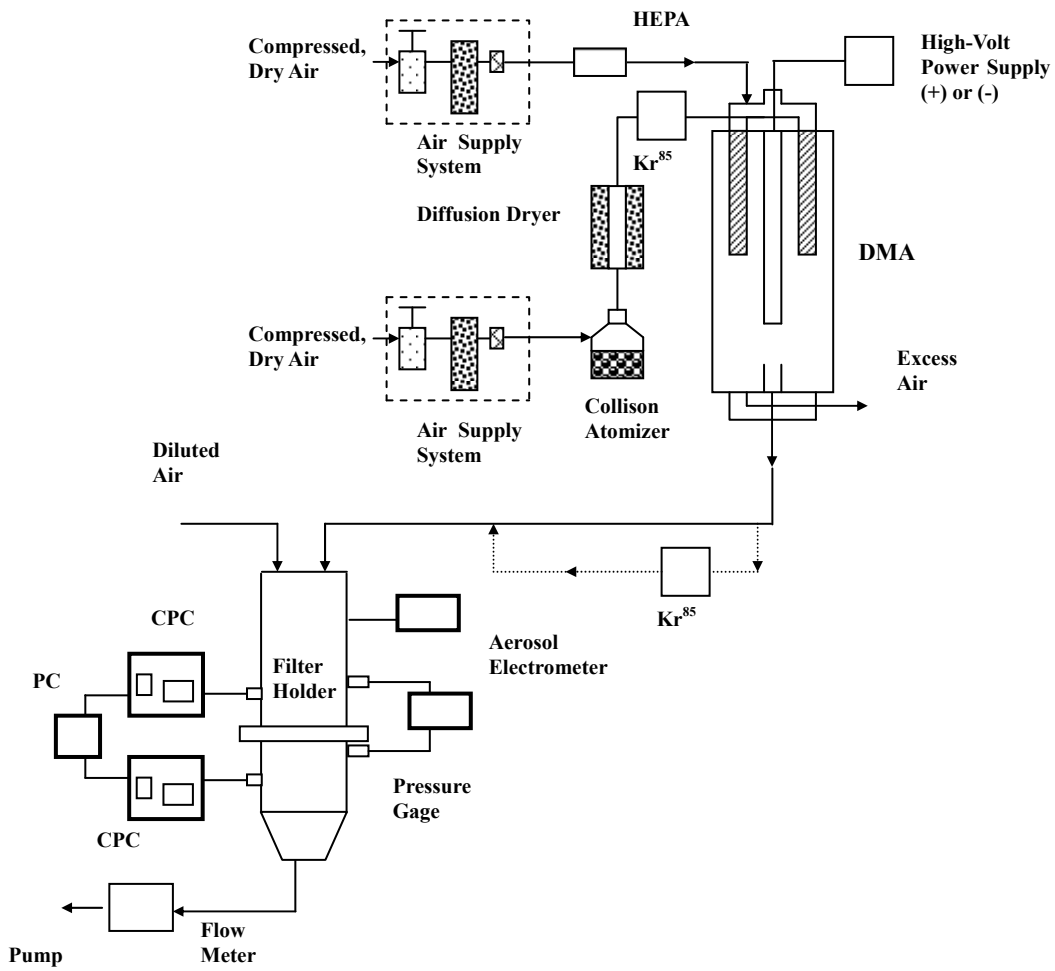 HEPA
Compressed,
Dry Air
High-Volt
Power Supply
(+) or (-)
Air Supply
System
Kr⁸⁵
Diffusion Dryer
DMA
Compressed,
Dry Air
Excess
Air
Collison
Atomizer
Air Supply
System
Diluted
Air
Kr⁸⁵
CPC
Aerosol
Electrometer
Filter
Holder
PC
Pressure
Gage
CPC
Flow
Meter
Pump